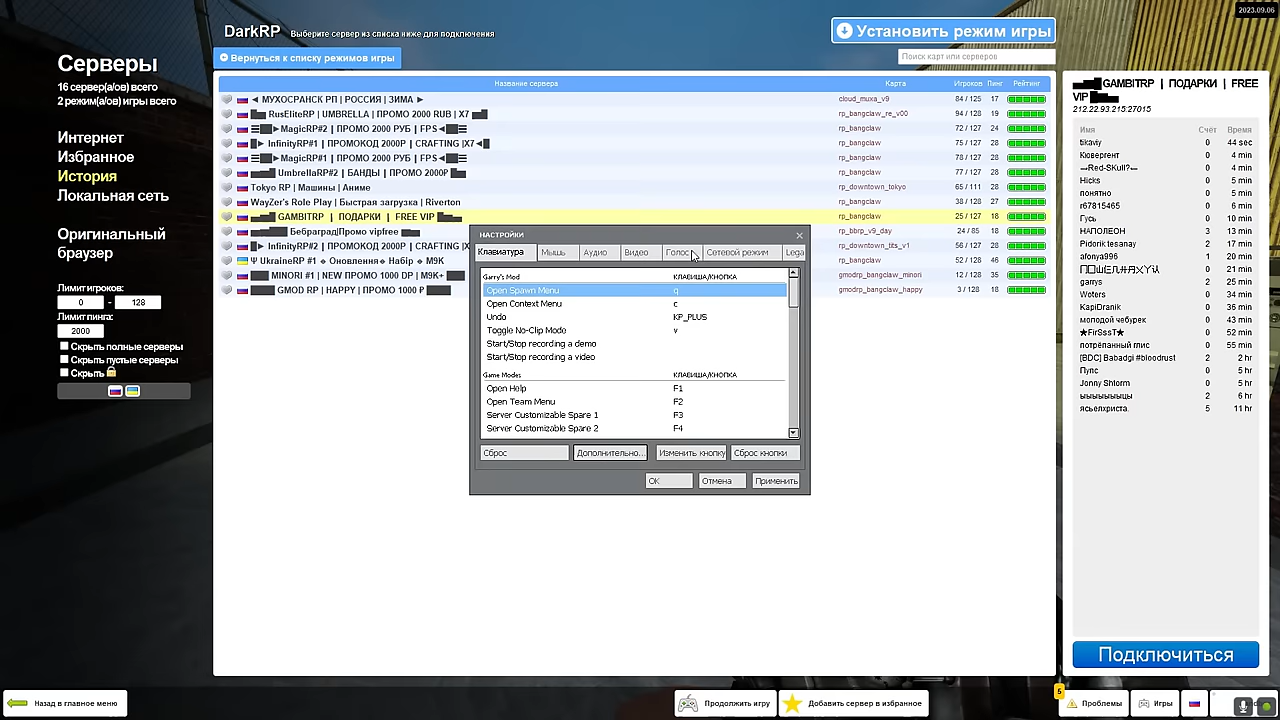 2023.09.06
DarkRP Выберите сервер из списка ниже для подключения
Установить режим игры
Вернуться к списку режимов игры
Поиск карт или серверов
Серверы
16 сервер(а/ов) всего
2 режим(а/ов) игры всего
Интернет
Избранное
История
Локальная сеть
Оригинальный
браузер
Лимит игроков:
0 - 128
Лимит пинга:
2000
Скрыть полные серверы
Скрыть пустые серверы
Скрыть
Название сервера Карта Игроков Пинг Рейтинг
◄ МУХОСРАНСК РП | РОССИЯ | ЗИМА ► cloud_muxa_v9 84 / 125 17
RusEliteRP | UMBRELLA | ПРОМО 2000 RUB | X7 rp_bangclaw_re_v00 94 / 128 19
MagicRP#2 | ПРОМО 2000 РУБ | FPS rp_bangclaw 72 / 127 24
InfinityRP#1 | ПРОМОКОД 2000Р | CRAFTING |X7 rp_bangclaw 75 / 127 28
MagicRP#1 | ПРОМО 2000 РУБ | FPS rp_bangclaw 78 / 127 28
UmbrellaRP#2 | БАНДЫ | ПРОМО 2000Р rp_bangclaw 77 / 127 28
Tokyo RP | Машины | Аниме rp_downtown_tokyo 65 / 111 28
WayZer's Role Play | Быстрая загрузка | Riverton rp_bangclaw 38 / 128 27
GAMBITRP | ПОДАРКИ | FREE VIP rp_bangclaw 25 / 127 18
Бебраград|Промо vipfree rp_bbrp_v9_day 24 / 85 18
InfinityRP#2 | ПРОМОКОД 2000Р | CRAFTING |X rp_downtown_tits_v1 56 / 127 28
Ψ UkraineRP #1 Оновлення Набір М9К rp_bangclaw 52 / 128 46
MINORI #1 | NEW ПРОМО 1000 DP | M9K+ gmodrp_bangclaw_minori 12 / 128 35
GMOD RP | HAPPY | ПРОМО 1000 ₽ gmodrp_bangclaw_happy 3 / 128 18
НАСТРОЙКИ
Клавиатура Мышь Аудио Видео Голос Сетевой режим Lega
Garry's Mod КЛАВИША/КНОПКА
Open Spawn Menu q
Open Context Menu c
Undo KP_PLUS
Toggle No-Clip Mode v
Start/Stop recording a demo
Start/Stop recording a video
Game Modes КЛАВИША/КНОПКА
Open Help F1
Open Team Menu F2
Server Customizable Spare 1 F3
Server Customizable Spare 2 F4
Сброс Дополнительно... Изменить кнопку Сброс кнопки
OK Отмена Применить
GAMBITRP | ПОДАРКИ | FREE
VIP
212.22.93.215:27015
Имя Счёт Время
tikaviy 0 44 sec
Кювергент 0 4 min
Red-SKull? 0 4 min
Hicks 0 5 min
понятно 0 5 min
r67815465 0 6 min
Гусь 0 10 min
НАПОЛЕОН 3 13 min
Pidorik tesanay 2 17 min
afonya996 1 20 min
0 21 min
garrys 2 25 min
Woters 0 34 min
KapiDranik 0 36 min
молодой чебурек 0 43 min
★FirSssT★ 0 52 min
потрёпанный глис 0 55 min
[BDC] Babadgi #bloodrust 2 2 hr
Пупс 0 5 hr
Jonny Shtorm 2 5 hr
ыыыыыыыцы 2 6 hr
ясьелхриста. 5 11 hr
Подключиться
Назад в главное меню
Продолжить игру
Добавить сервер в избранное
5
Проблемы
Игры